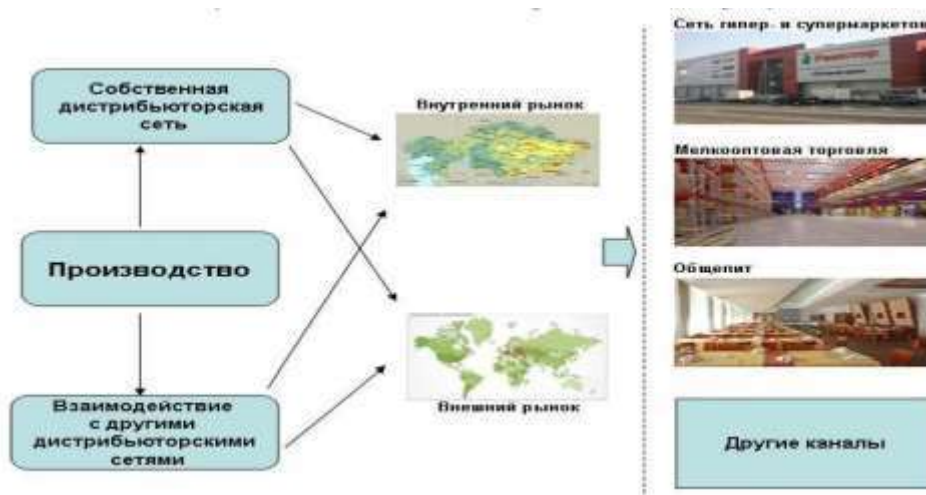 Собственная
дистрибьюторская
сеть
Производство
Взаимодействие
с другими
дистрибьюторскими
сетями
Внутренний рынок
Внешний рынок
Сеть гипер- и супермаркетов
Мелкооптовая торговля
Общепит
Другие каналы